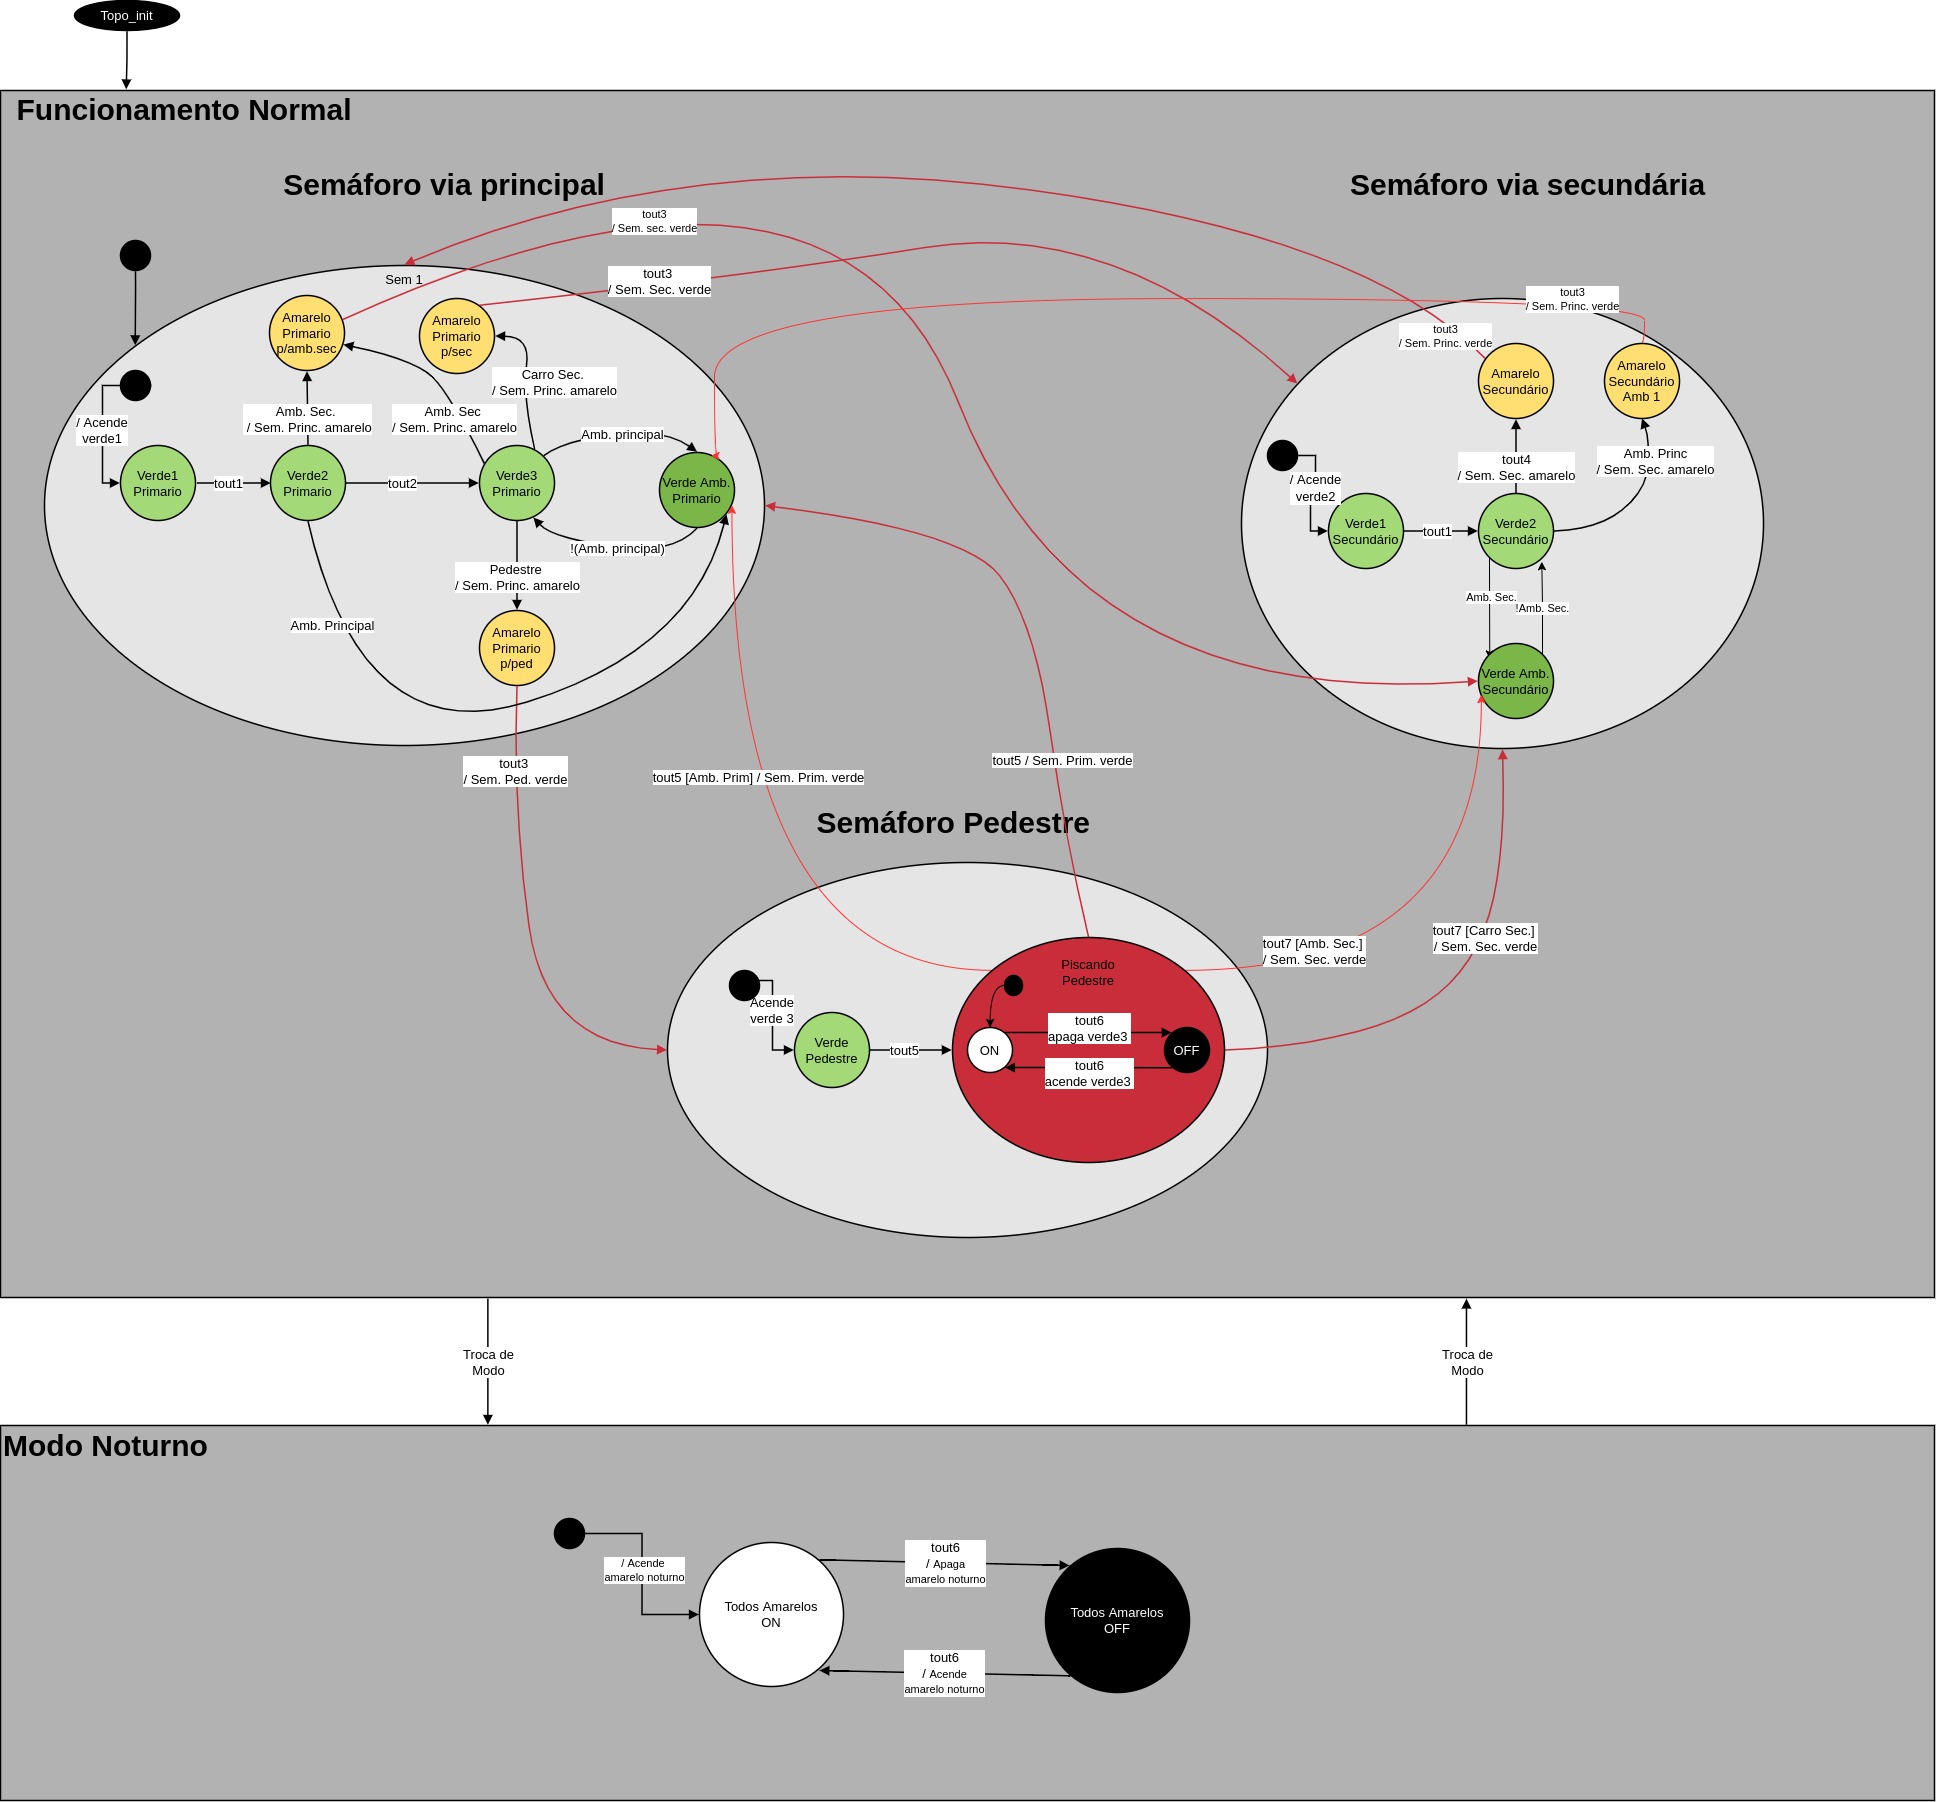 Topo_init
Funcionamento Normal
Semáforo via principal
Semáforo via secundária
tout3
/ Sem. sec. verde
tout3
/ Sem. Sec. verde
Sem 1
tout3
/ Sem. Princ. verde
tout3
/ Sem. Princ. verde
Amarelo
Primario
p/amb.sec
Amarelo
Primario
p/sec
Carro Sec.
/ Sem. Princ. amarelo
Amarelo
Secundário
Amarelo
Secundário
Amb 1
/ Acende
verde1
Amb. Sec.
/ Sem. Princ. amarelo
Amb. Sec
/ Sem. Princ. amarelo
Amb. principal
Verde1
Primario
tout1
Verde2
Primario
tout2
Verde3
Primario
Verde Amb.
Primario
tout4
/ Sem. Sec. amarelo
Amb. Princ
/ Sem. Sec. amarelo
/ Acende
verde2
Verde1
Secundário
tout1
Verde2
Secundário
!(Amb. principal)
Pedestre
/ Sem. Princ. amarelo
Amb. Sec.
!Amb. Sec.
Amb. Principal
Amarelo
Primario
p/ped
Verde Amb.
Secundário
tout3
/ Sem. Ped. verde
tout5 [Amb. Prim] / Sem. Prim. verde
tout5 / Sem. Prim. verde
Semáforo Pedestre
tout7 [Amb. Sec.]
/ Sem. Sec. verde
tout7 [Carro Sec.]
/ Sem. Sec. verde
Piscando
Pedestre
Acende
verde 3
Verde
Pedestre
tout5
ON
tout6
apaga verde3
OFF
tout6
acende verde3
Troca de
Modo
Troca de
Modo
Modo Noturno
/ Acende
amarelo noturno
tout6
/ Apaga
amarelo noturno
Todos Amarelos
ON
Todos Amarelos
OFF
tout6
/ Acende
amarelo noturno